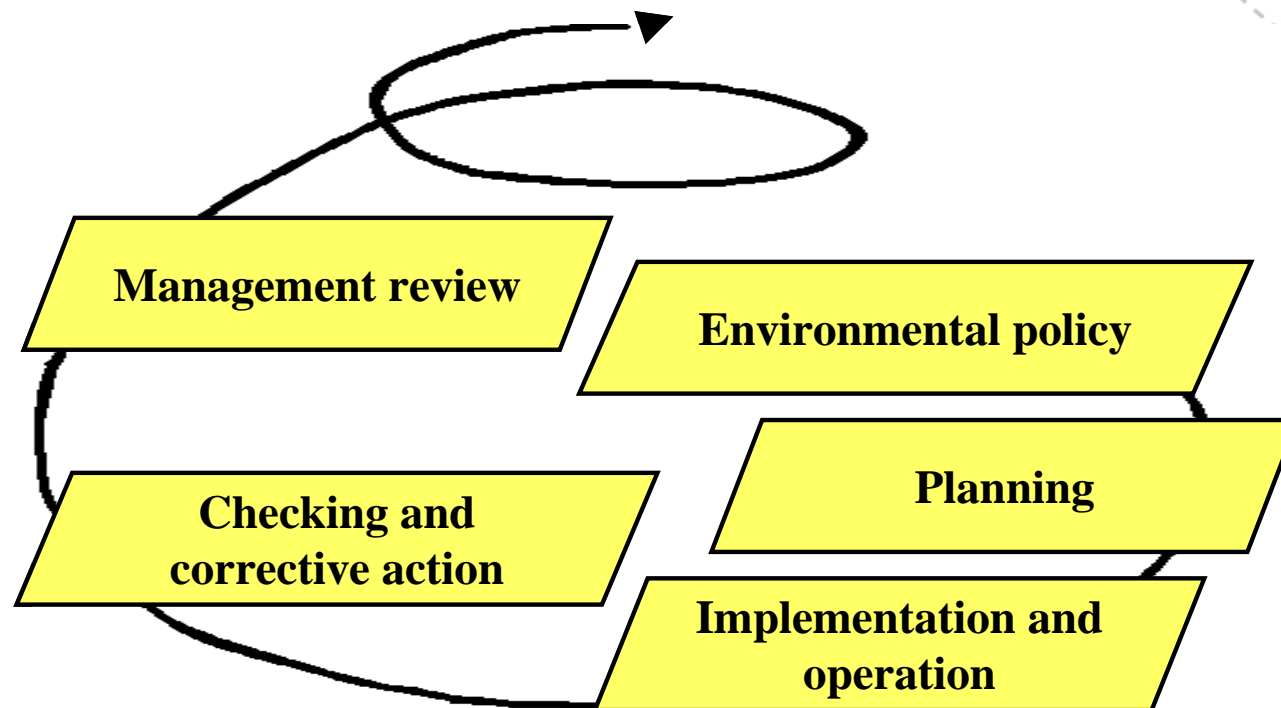 Management review
Environmental policy
Planning
Checking and
corrective action
Implementation and
operation